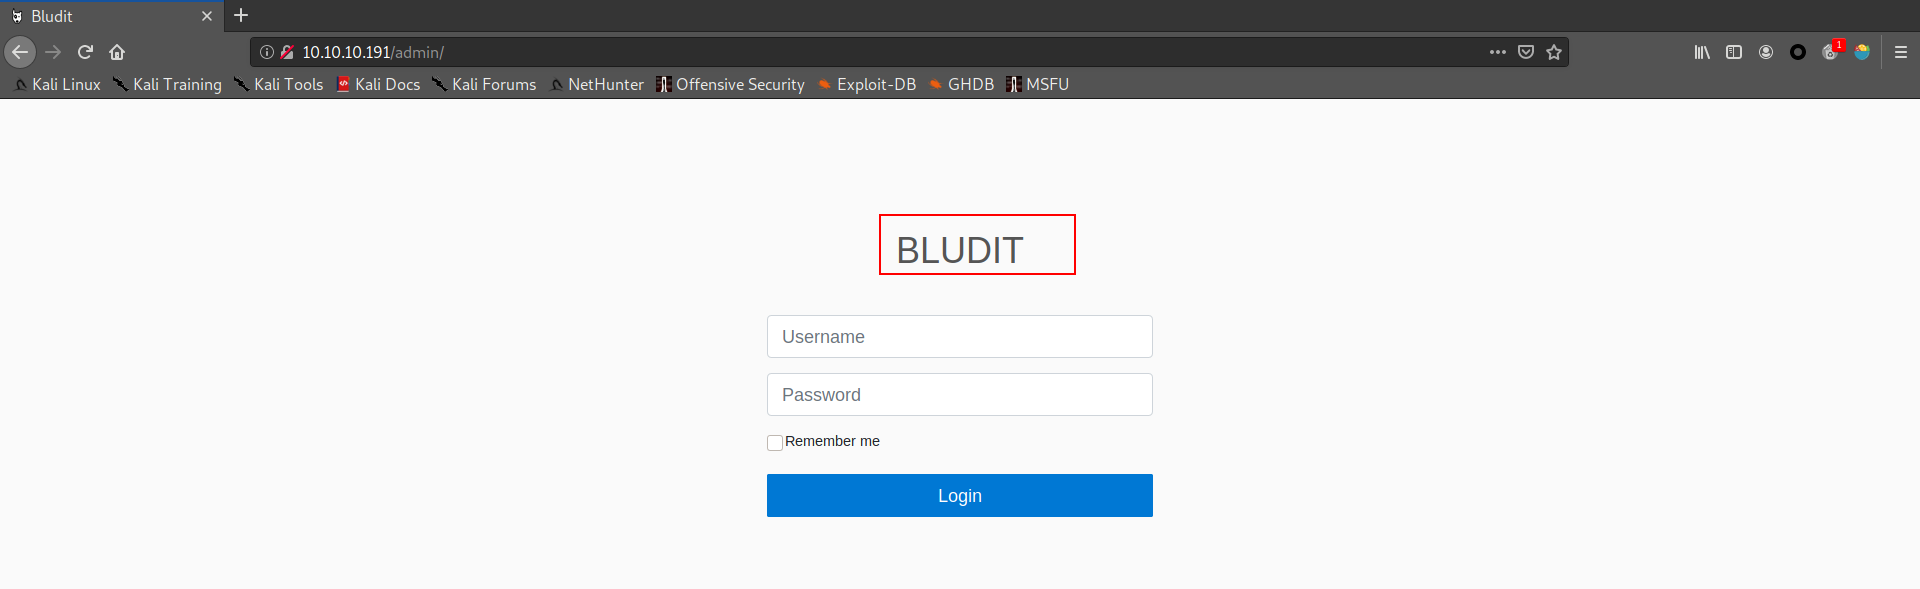 Bludit
10.10.10.191/admin/
1
Kali Linux Kali Training Kali Tools Kali Docs Kali Forums NetHunter Offensive Security Exploit-DB GHDB MSFU
BLUDIT
Username
Password
Remember me
Login